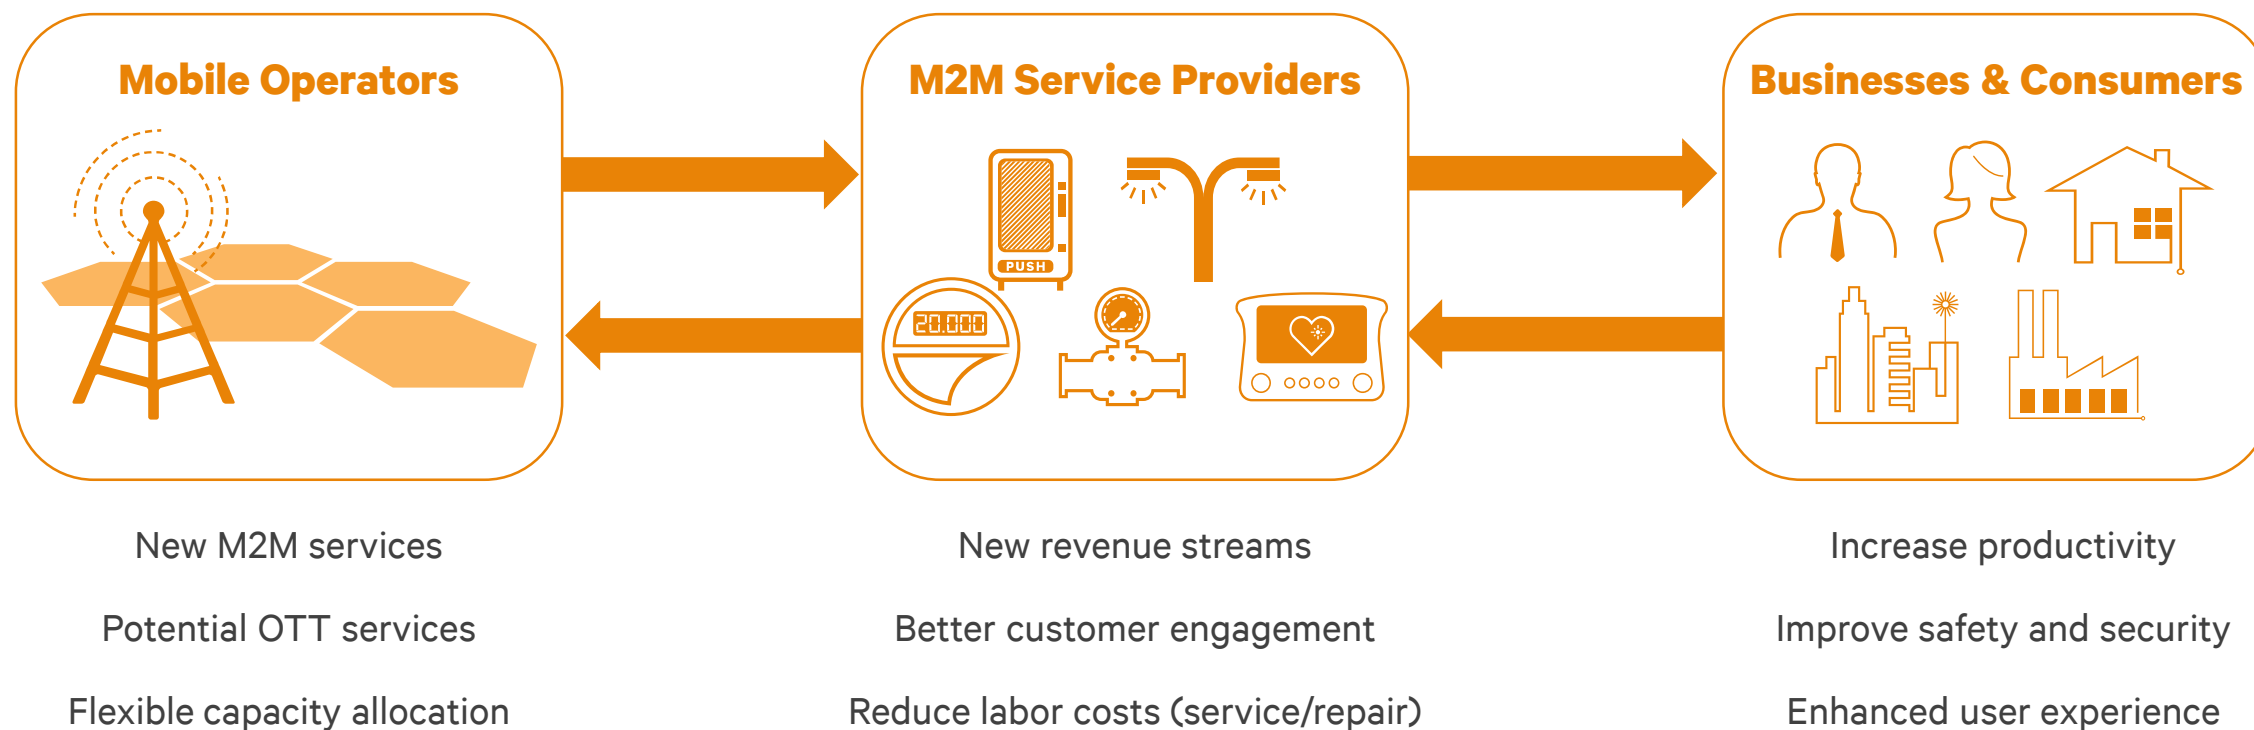 Mobile Operators
M2M Service Providers
Businesses & Consumers
PUSH
20.000
New M2M services
Potential OTT services
Flexible capacity allocation
New revenue streams
Better customer engagement
Reduce labor costs (service/repair)
Increase productivity
Improve safety and security
Enhanced user experience